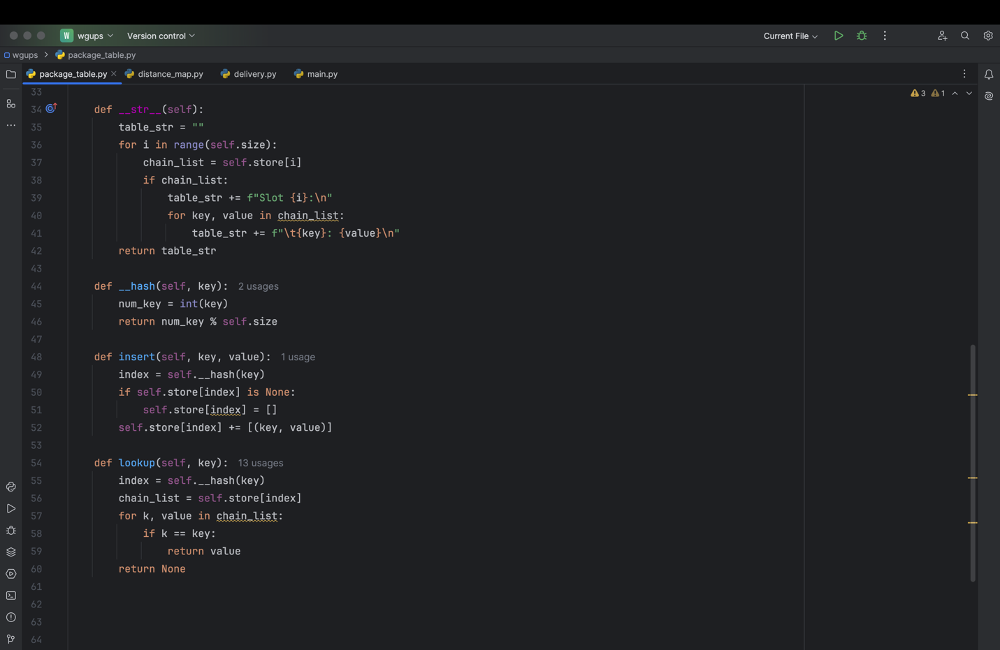 W wgups Version control Current File
wgups > package_table.py
package_table.py distance_map.py delivery.py main.py
33 3 1
34 def __str__(self):
35 table_str = ""
36 for i in range(self.size):
37 chain_list = self.store[i]
38 if chain_list:
39 table_str += f"Slot {i}:\n"
40 for key, value in chain_list:
41 table_str += f"\t{key}: {value}\n"
42 return table_str
43
44 def __hash(self, key): 2 usages
45 num_key = int(key)
46 return num_key % self.size
47
48 def insert(self, key, value): 1 usage
49 index = self.__hash(key)
50 if self.store[index] is None:
51 self.store[index] = []
52 self.store[index] += [(key, value)]
53
54 def lookup(self, key): 13 usages
55 index = self.__hash(key)
56 chain_list = self.store[index]
57 for k, value in chain_list:
58 if k == key:
59 return value
60 return None
61
62
63
64